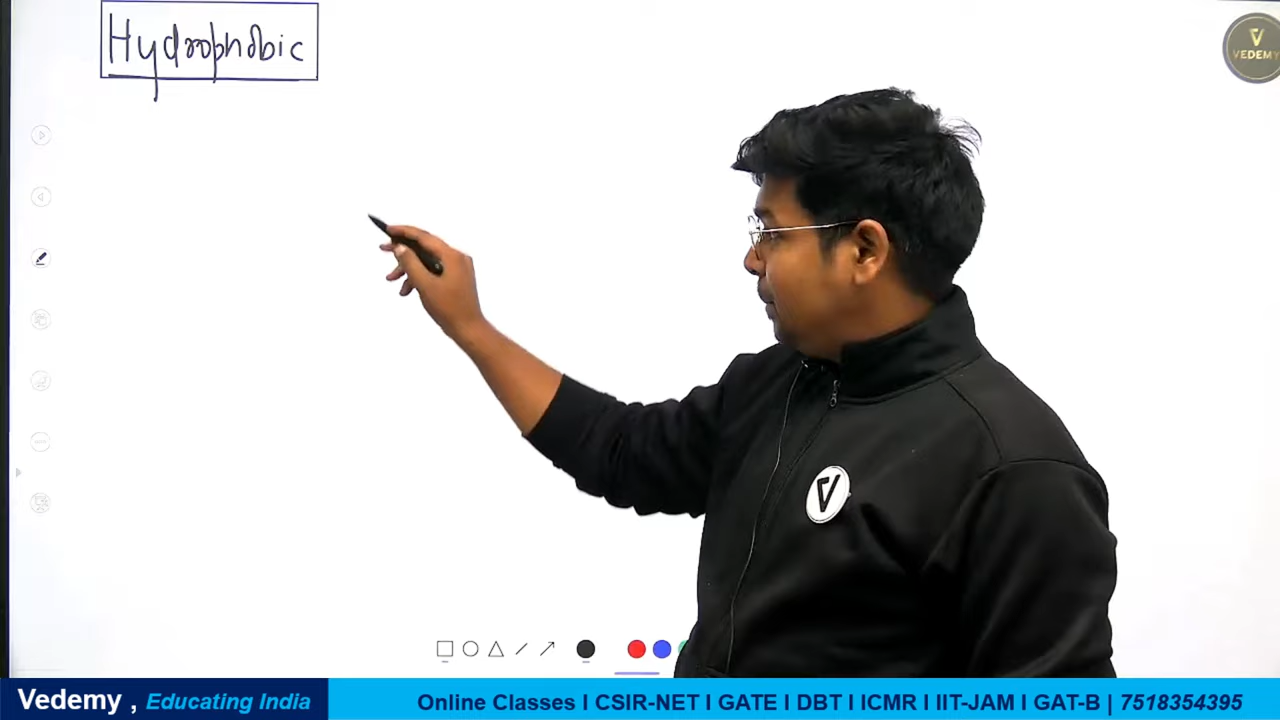 Hydrophobic
V
VEDEMY
V
Vedemy , Educating India
Online Classes I CSIR-NET I GATE I DBT I ICMR I IIT-JAM I GAT-B | 7518354395